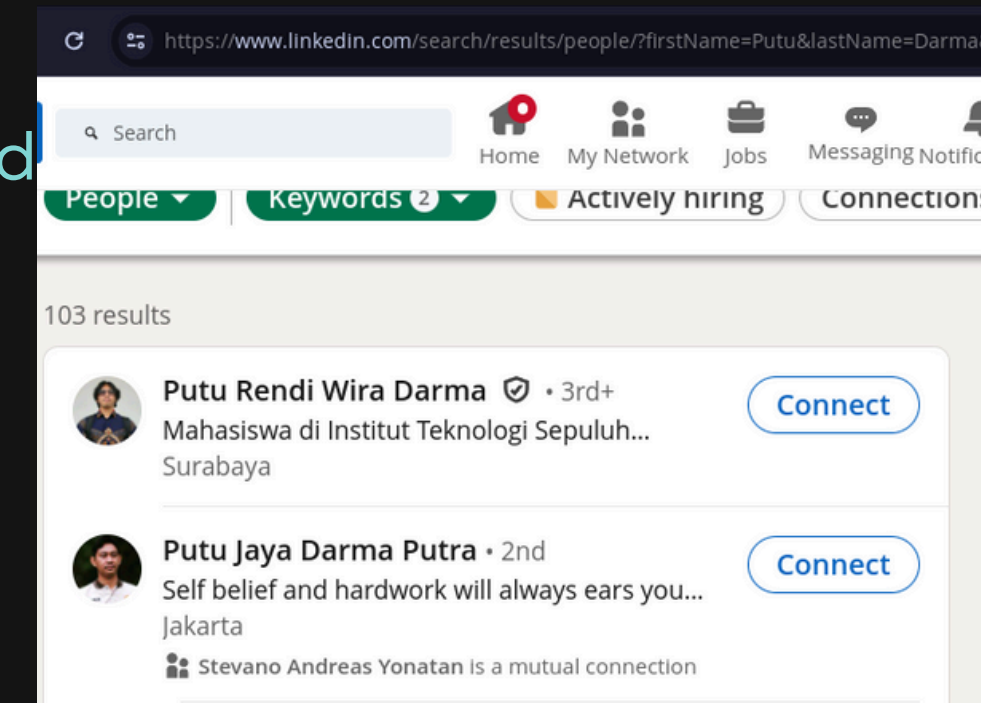 https://www.linkedin.com/search/results/people/?firstName=Putu&lastName=Darma
d
Search
Home
My Network
Jobs
Messaging
Notific
People
Keywords 2
Actively hiring
Connections
103 results
Putu Rendi Wira Darma • 3rd+
Connect
Mahasiswa di Institut Teknologi Sepuluh...
Surabaya
Putu Jaya Darma Putra • 2nd
Connect
Self belief and hardwork will always ears you...
Jakarta
Stevano Andreas Yonatan is a mutual connection